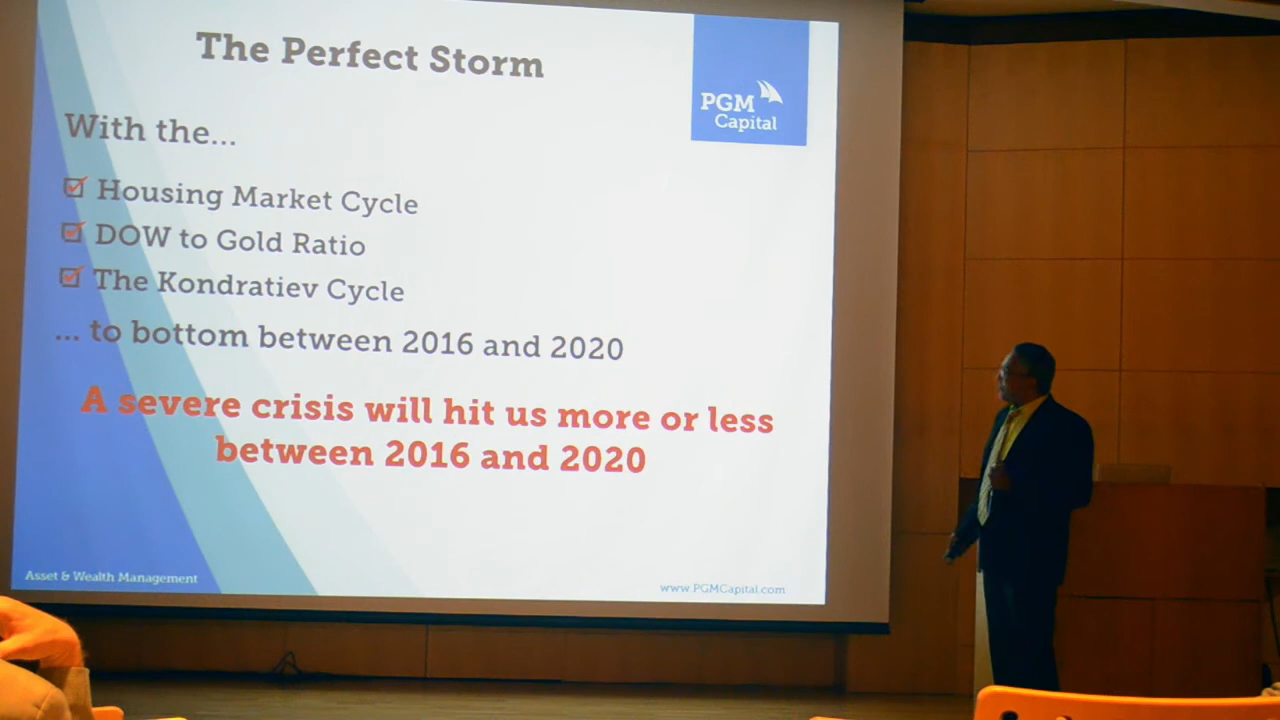 The Perfect Storm
PGM
Capital
With the...
Housing Market Cycle
DOW to Gold Ratio
The Kondratiev Cycle
... to bottom between 2016 and 2020
A severe crisis will hit us more or less
between 2016 and 2020
Asset & Wealth Management
www.PGMCapital.com